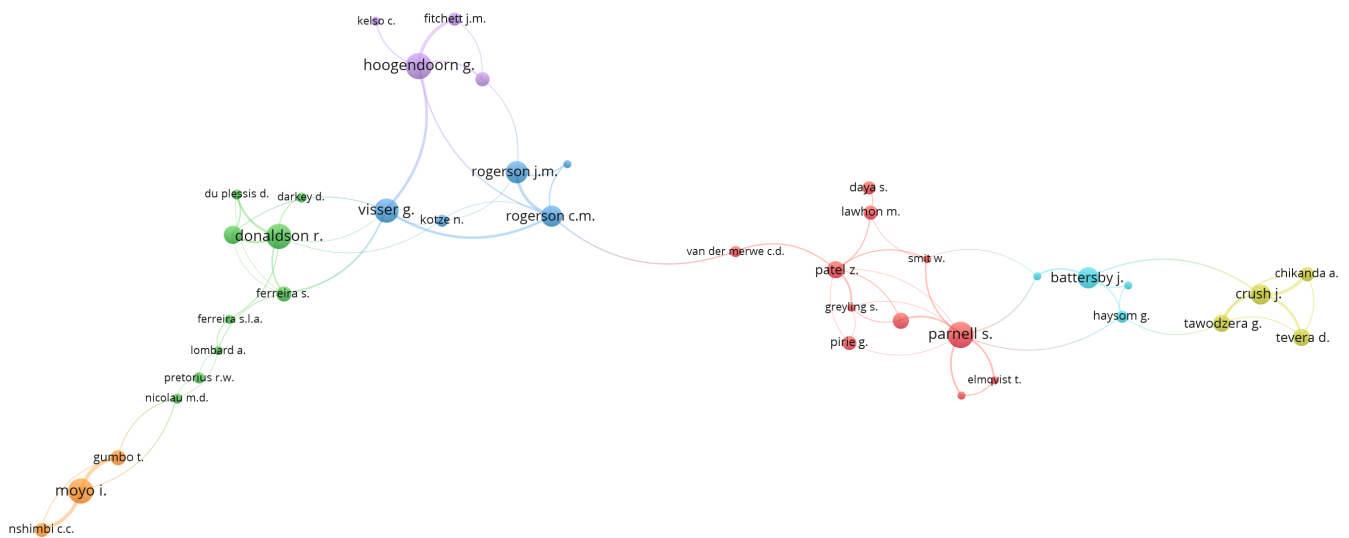 kelso c.
fitchett j.m.
hoogendoorn g.
rogerson j.m.
du plessis d.
darkey d.
visser g.
kotze n.
rogerson c.m.
donaldson r.
ferreira s.
ferreira s.l.a.
lombard a.
pretorius r.w.
nicolau m.d.
gumbo t.
moyo i.
nshimbi c.c.
daya s.
lawhon m.
van der merwe c.d.
smit w.
patel z.
greyling s.
parnell s.
pirie g.
elmqvist t.
battersby j.
haysom g.
chikanda a.
crush j.
tawodzera g.
tevera d.